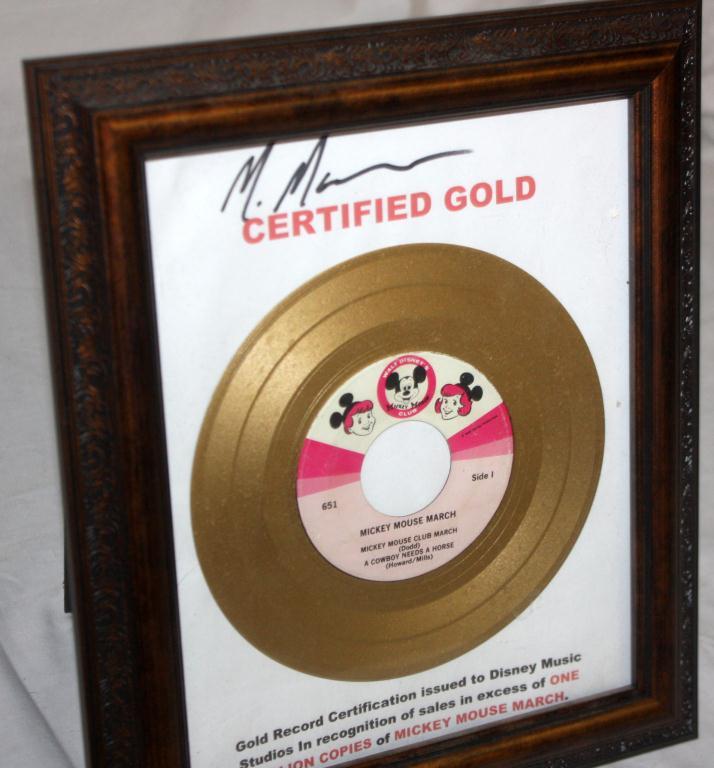 M. M
CERTIFIED GOLD
WALT DISNEY'S
MICKEY MOUSE
CLUB
651
Side I
MICKEY MOUSE MARCH
MICKEY MOUSE CLUB MARCH
(Dodd)
A COWBOY NEEDS A HORSE
(Howard/Mills)
Gold Record Certification issued to Disney Music
Studios In recognition of sales in excess of ONE
LION COPIES of MICKEY MOUSE MARCH.